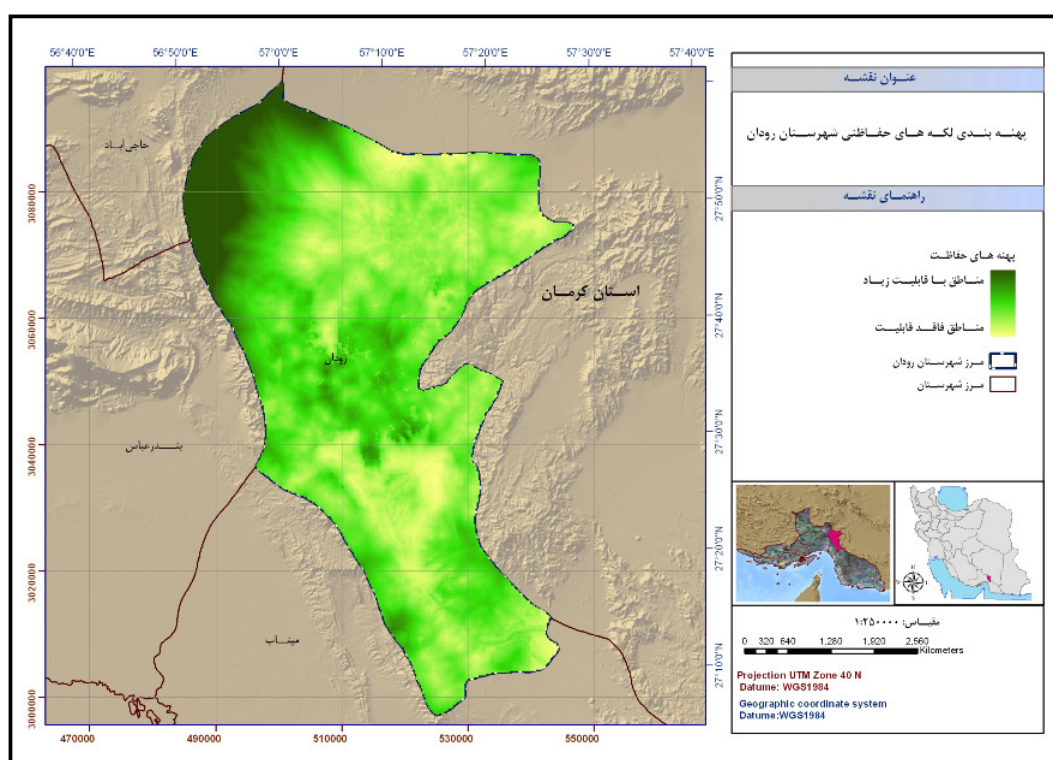 56°40'0"E 56°50'0"E 57°0'0"E 57°10'0"E 57°20'0"E 57°30'0"E 57°40'0"E
عنوان نقشه
پهنه بندی لکه های حفاظتی شهرستان رودان
راهنمای نقشه
پهنه های حفاظت
مناطق با قابلیت زیاد
مناطق فاقد قابلیت
مرز شهرستان رودان
مرز شهرستان
حاجی اباد
استان کرمان
رودان
بندرعباس
میناب
27°50'0"N
27°40'0"N
27°30'0"N
27°20'0"N
27°10'0"N
3080000
3060000
3040000
3020000
3000000
470000 490000 510000 530000 550000
N
مقیاس: ۱:۲۵۰۰۰۰
0 320 640 1,280 1,920 2,560
Kilometers
Projection UTM Zone 40 N
Datume: WGS1984
Geographic coordinate system
Datume:WGS1984